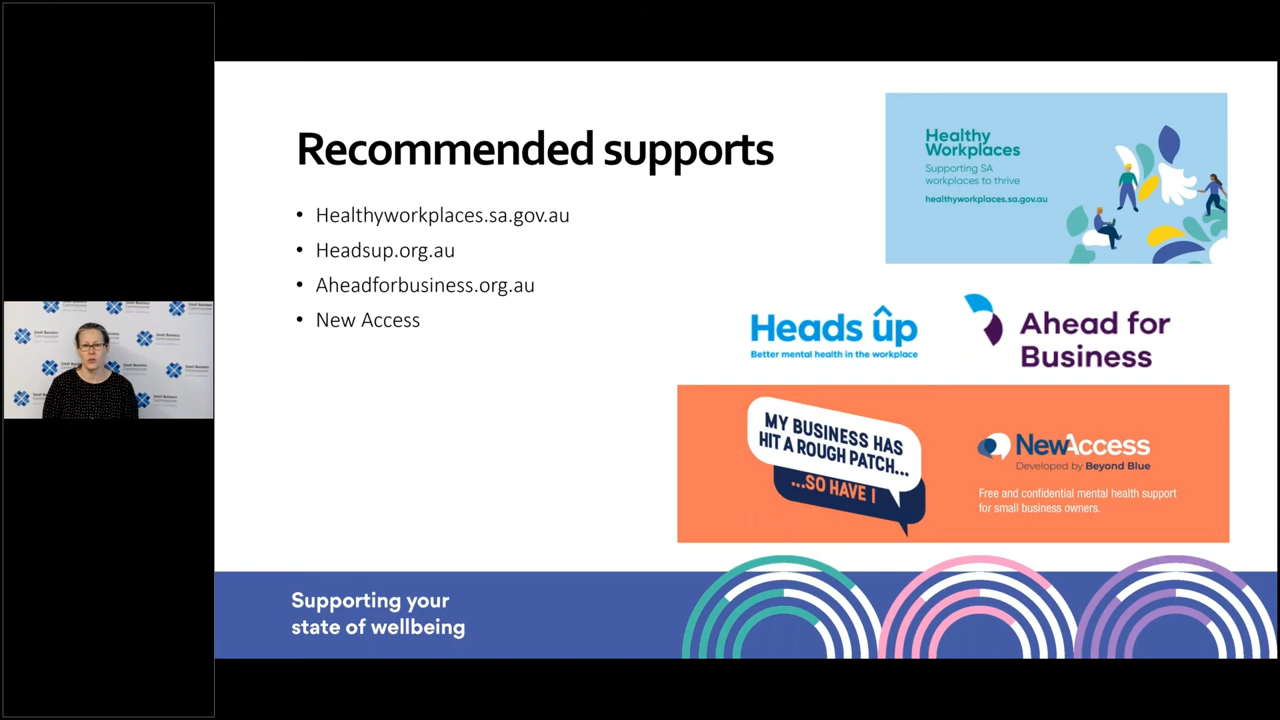 Recommended supports
• Healthyworkplaces.sa.gov.au
• Headsup.org.au
• Aheadforbusiness.org.au
• New Access
Healthy
Workplaces
Supporting SA
workplaces to thrive
healthyworkplaces.sa.gov.au
Heads up
Better mental health in the workplace
Ahead for
Business
MY BUSINESS HAS
HIT A ROUGH PATCH...
...SO HAVE I
NewAccess
Developed by Beyond Blue
Free and confidential mental health support
for small business owners.
Supporting your
state of wellbeing
Small Business
Commissioner